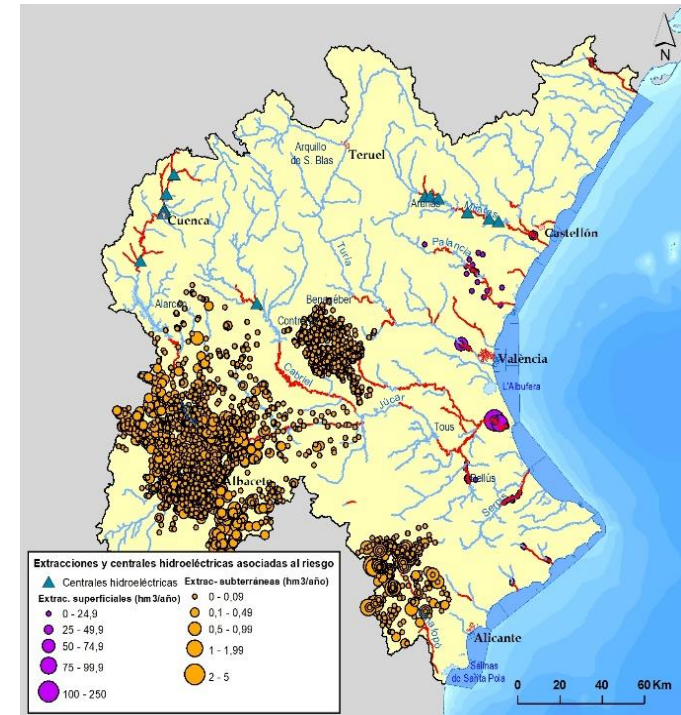 N
Arquillo
de S. Blas
Teruel
Arenós
Mijares
Cuenca
Castellón
Palancia
Turia
Alarcón
Benagéber
Cabriel
València
L'Albufera
Júcar
Tous
Albacete
Bellús
Serpis
Alicante
Salinas
de Santa Pola
Extracciones y centrales hidroeléctricas asociadas al riesgo
Centrales hidroeléctricas
Extrac. superficiales (hm3/año)
0 - 24,9
25 - 49,9
50 - 74,9
75 - 99,9
100 - 250
Extrac- subterráneas (hm3/año)
0 - 0,09
0,1 - 0,49
0,5 - 0,99
1 - 1,99
2 - 5
0 20 40 60 Km